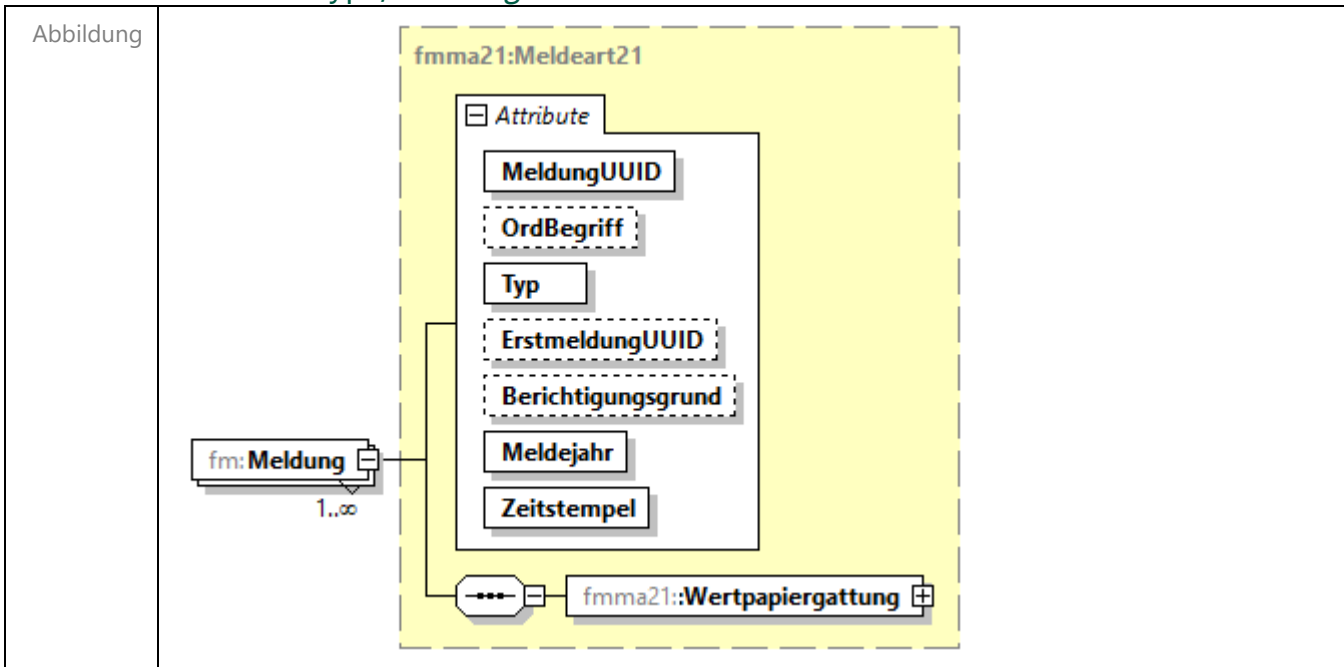 Abbildung
fmma21:Meldeart21
Attribute
MeldungUUID
OrdBegriff
Typ
ErstmeldungUUID
Berichtigungsgrund
Meldejahr
Zeitstempel
fm:Meldung
1..∞
fmma21::Wertpapiergattung